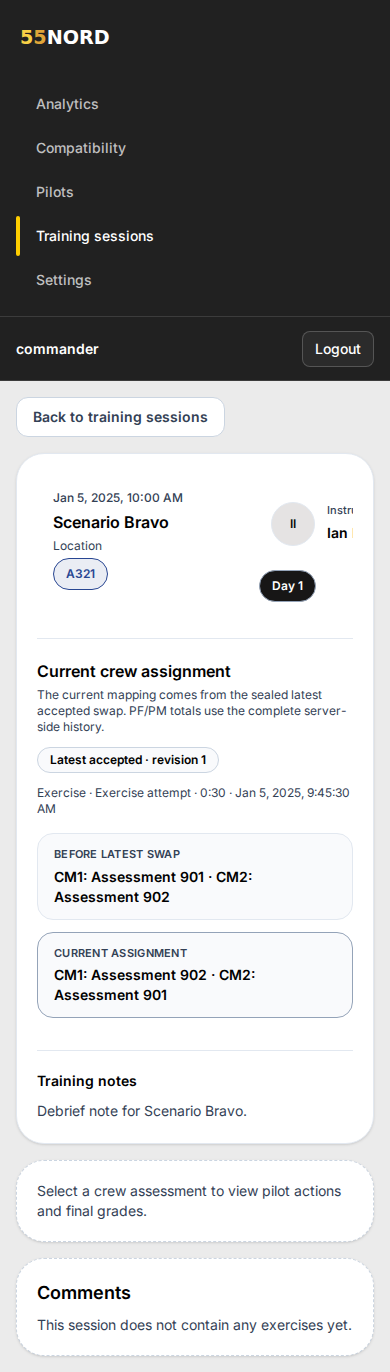 55NORD
Analytics
Compatibility
Pilots
Training sessions
Settings
commander
Logout
Back to training sessions
Jan 5, 2025, 10:00 AM
Scenario Bravo
Location
A321
II
Ian
Day 1
Current crew assignment
The current mapping comes from the sealed latest
accepted swap. PF/PM totals use the complete server-
side history.
Latest accepted · revision 1
Exercise · Exercise attempt · 0:30 · Jan 5, 2025, 9:45:30
AM
BEFORE LATEST SWAP
CM1: Assessment 901 · CM2:
Assessment 902
CURRENT ASSIGNMENT
CM1: Assessment 902 · CM2:
Assessment 901
Training notes
Debrief note for Scenario Bravo.
Select a crew assessment to view pilot actions
and final grades.
Comments
This session does not contain any exercises yet.